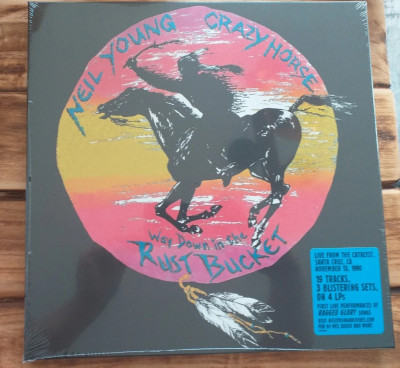 NEIL YOUNG CRAZY HORSE
Way Down in the
RUST BUCKET
LIVE FROM THE CATALYST,
SANTA CRUZ, CA
NOVEMBER 13, 1990
19 TRACKS,
3 BLISTERING SETS,
ON 4 LPs
FIRST LIVE PERFORMANCES OF
RAGGED GLORY SONGS